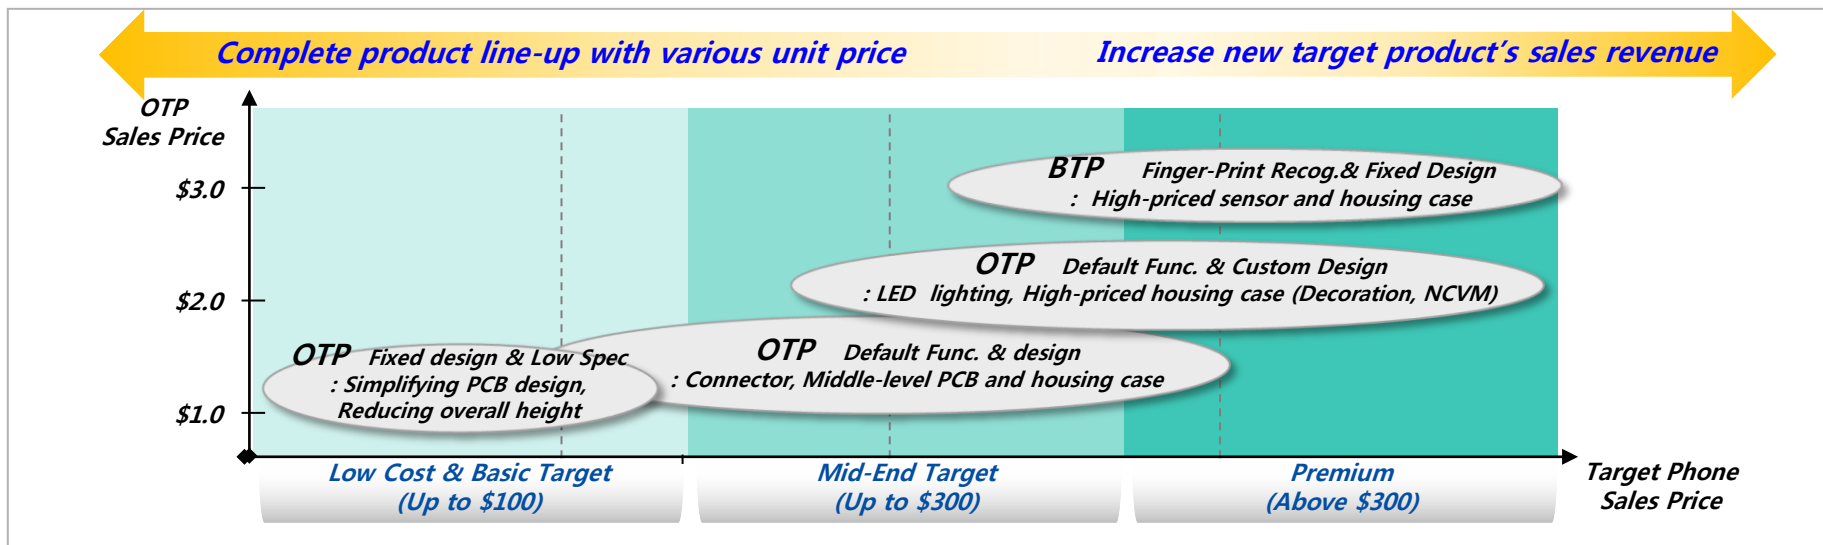 Complete product line-up with various unit price
Increase new target product's sales revenue
OTP
Sales Price
$3.0
$2.0
$1.0
BTP Finger-Print Recog.& Fixed Design
: High-priced sensor and housing case
OTP Default Func. & Custom Design
: LED lighting, High-priced housing case (Decoration, NCVM)
OTP Default Func. & design
: Connector, Middle-level PCB and housing case
OTP Fixed design & Low Spec
: Simplifying PCB design,
Reducing overall height
Low Cost & Basic Target
(Up to $100)
Mid-End Target
(Up to $300)
Premium
(Above $300)
Target Phone
Sales Price